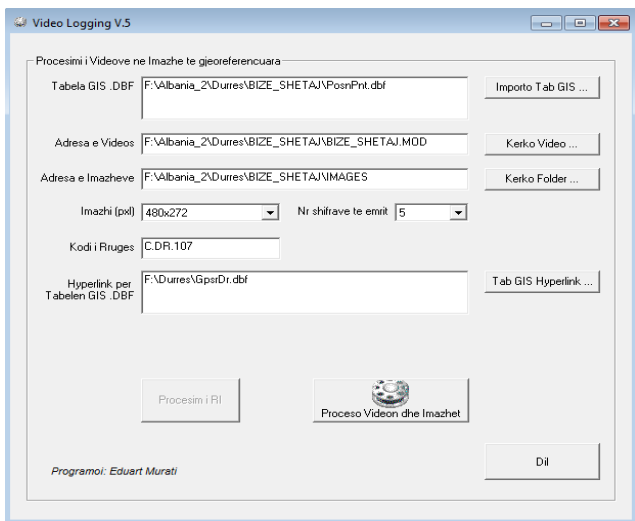 Video Logging V.5
Procesimi i Videove ne Imazhe te gjeoreferencuara
Tabela GIS .DBF F:\Albania_2\Durres\BIZE_SHETAJ\PosnPnt.dbf Importo Tab GIS ...
Adresa e Videos F:\Albania_2\Durres\BIZE_SHETAJ\BIZE_SHETAJ.MOD Kerko Video ...
Adresa e Imazheve F:\Albania_2\Durres\BIZE_SHETAJ\IMAGES Kerko Folder ...
Imazhi (pxl) 480x272 Nr shifrave te emrit 5
Kodi i Rruges C.DR.107
Hyperlink per
Tabelen GIS .DBF
F:\Durres\GpsrDr.dbf
Tab GIS Hyperlink ...
Procesim i RI
Proceso Videon dhe Imazhet
Dil
Programoi: Eduart Murati